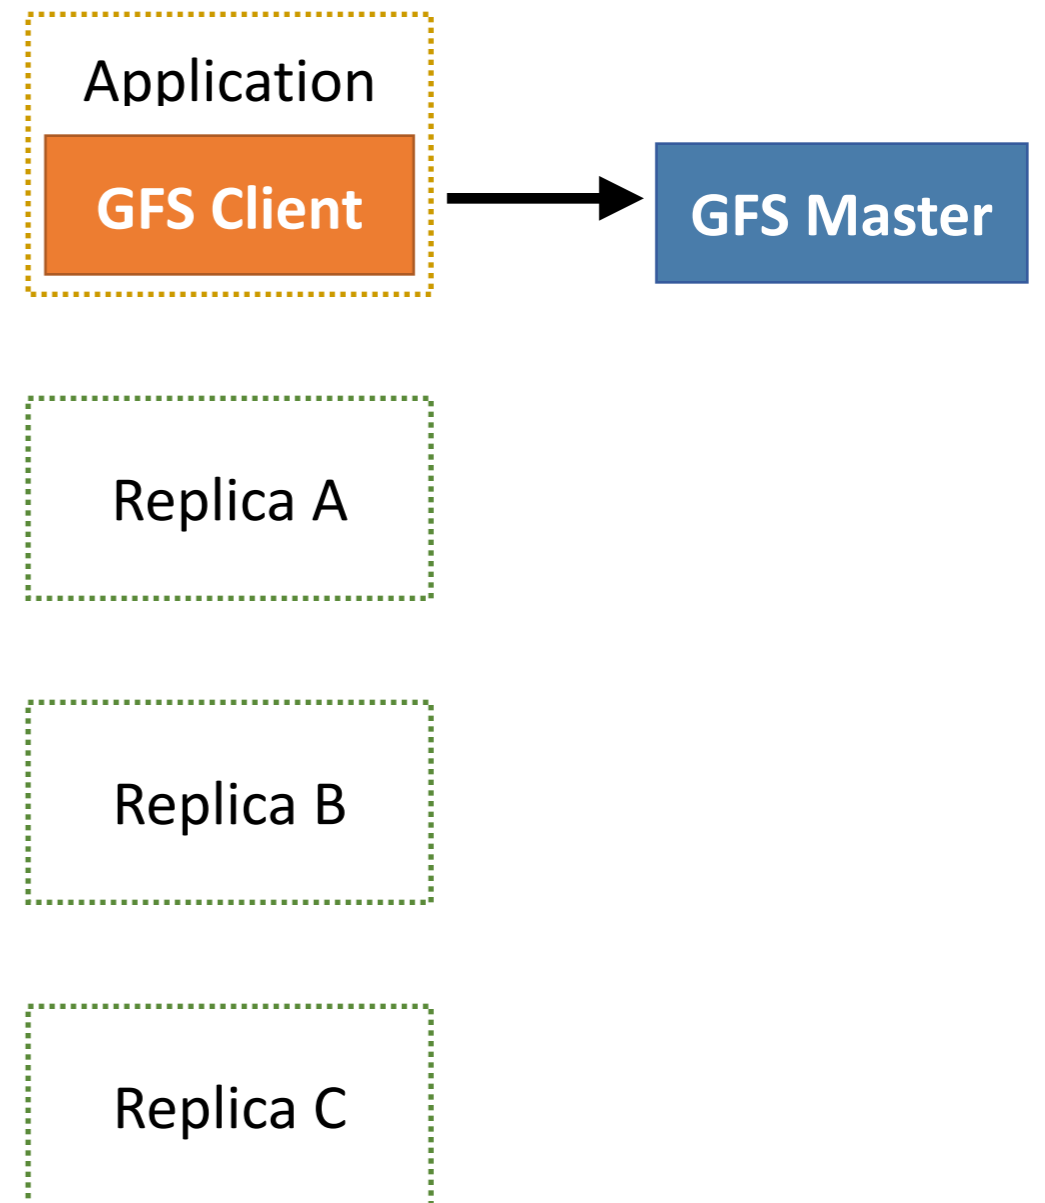 Application
GFS Client
GFS Master
Replica A
Replica B
Replica C